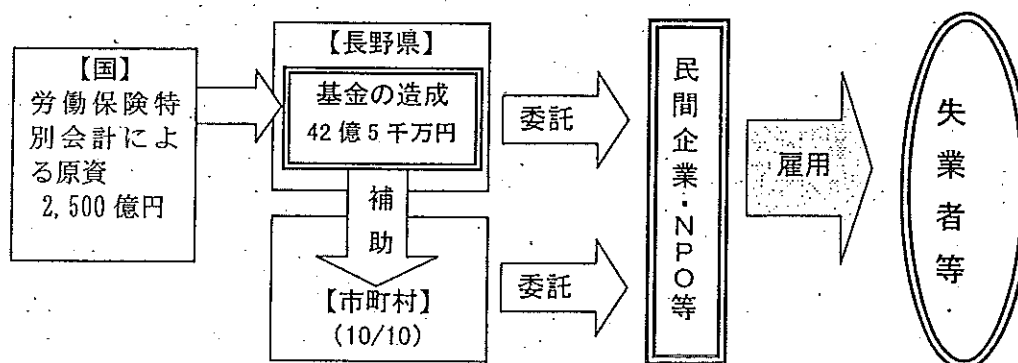 【国】
労働保険特
別会計によ
る原資
2,500億円
【長野県】
基金の造成
42億5千万円
補助
【市町村】
(10/10)
委託
委託
民間企業・NPO等
雇用
失業者等